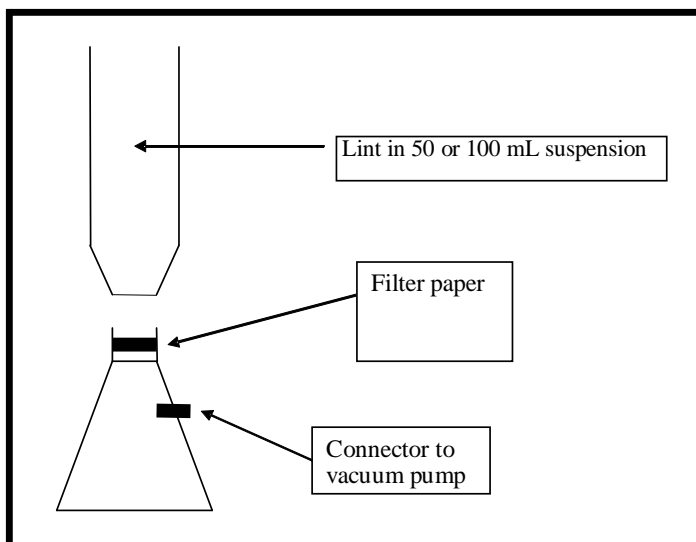 Lint in 50 or 100 mL suspension
Filter paper
Connector to
vacuum pump